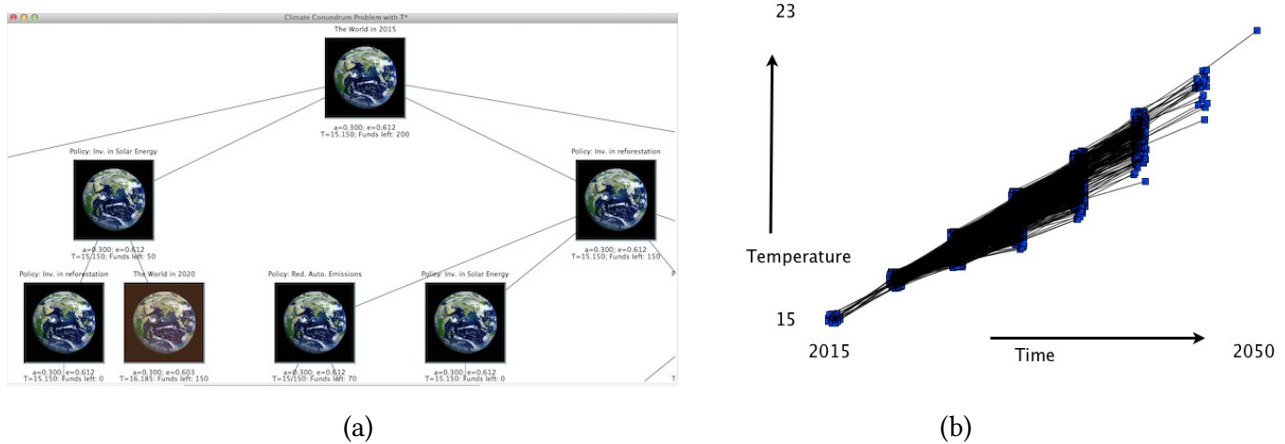 Climate Conundrum Problem with T*
The World in 2015
a=0.300; e=0.612
T=15.150; Funds left: 200
Policy: Inv. in Solar Energy
Policy: Inv. in reforestation
a=0.300; e=0.612
T=15/150; Funds left: 50
a=0.300; e=0.612
T=15.150; Funds left: 150
Policy: Inv. in reforestation
The World in 2020
Policy: Red. Auto. Emissions
Policy: Inv. in Solar Energy
P
a=0.300; e=0.612
T=15.150: Funds left: 0
a=0.300; e=0.603
T=16.185: Funds left: 150
a=0.300; e=0.612
T=15/150: Funds left: 70
a=0.300; e=0.612
T=15.150: Funds left: 0
T
(a)
23
Temperature
15
2015
Time
2050
(b)